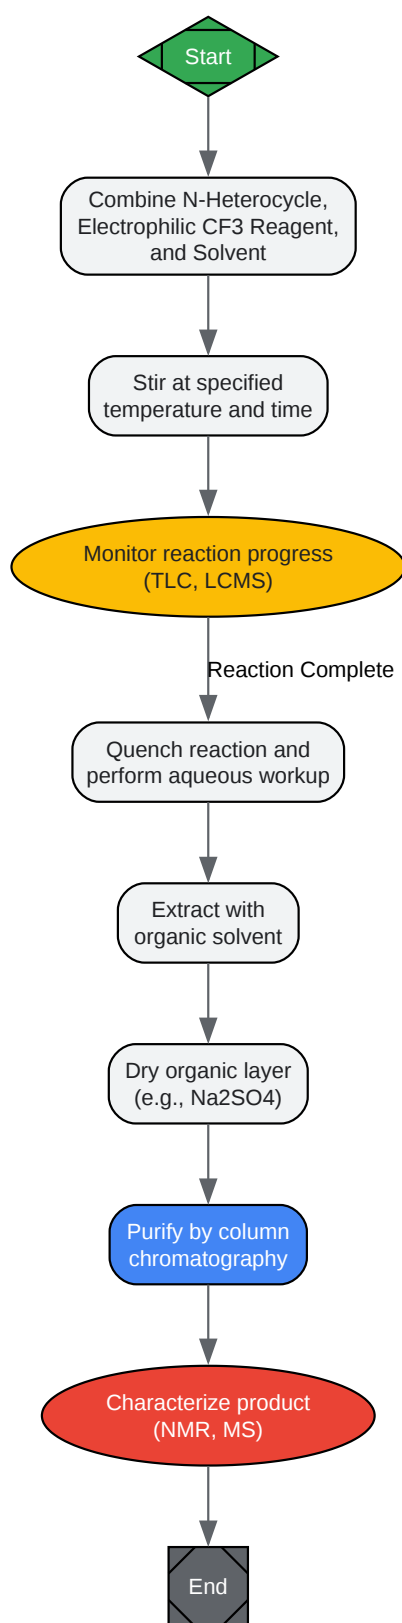 Start
Combine N-Heterocycle,
Electrophilic CF3 Reagent,
and Solvent
Stir at specified
temperature and time
Monitor reaction progress
(TLC, LCMS)
Reaction Complete
Quench reaction and
perform aqueous workup
Extract with
organic solvent
Dry organic layer
(e.g., Na2SO4)
Purify by column
chromatography
Characterize product
(NMR, MS)
End